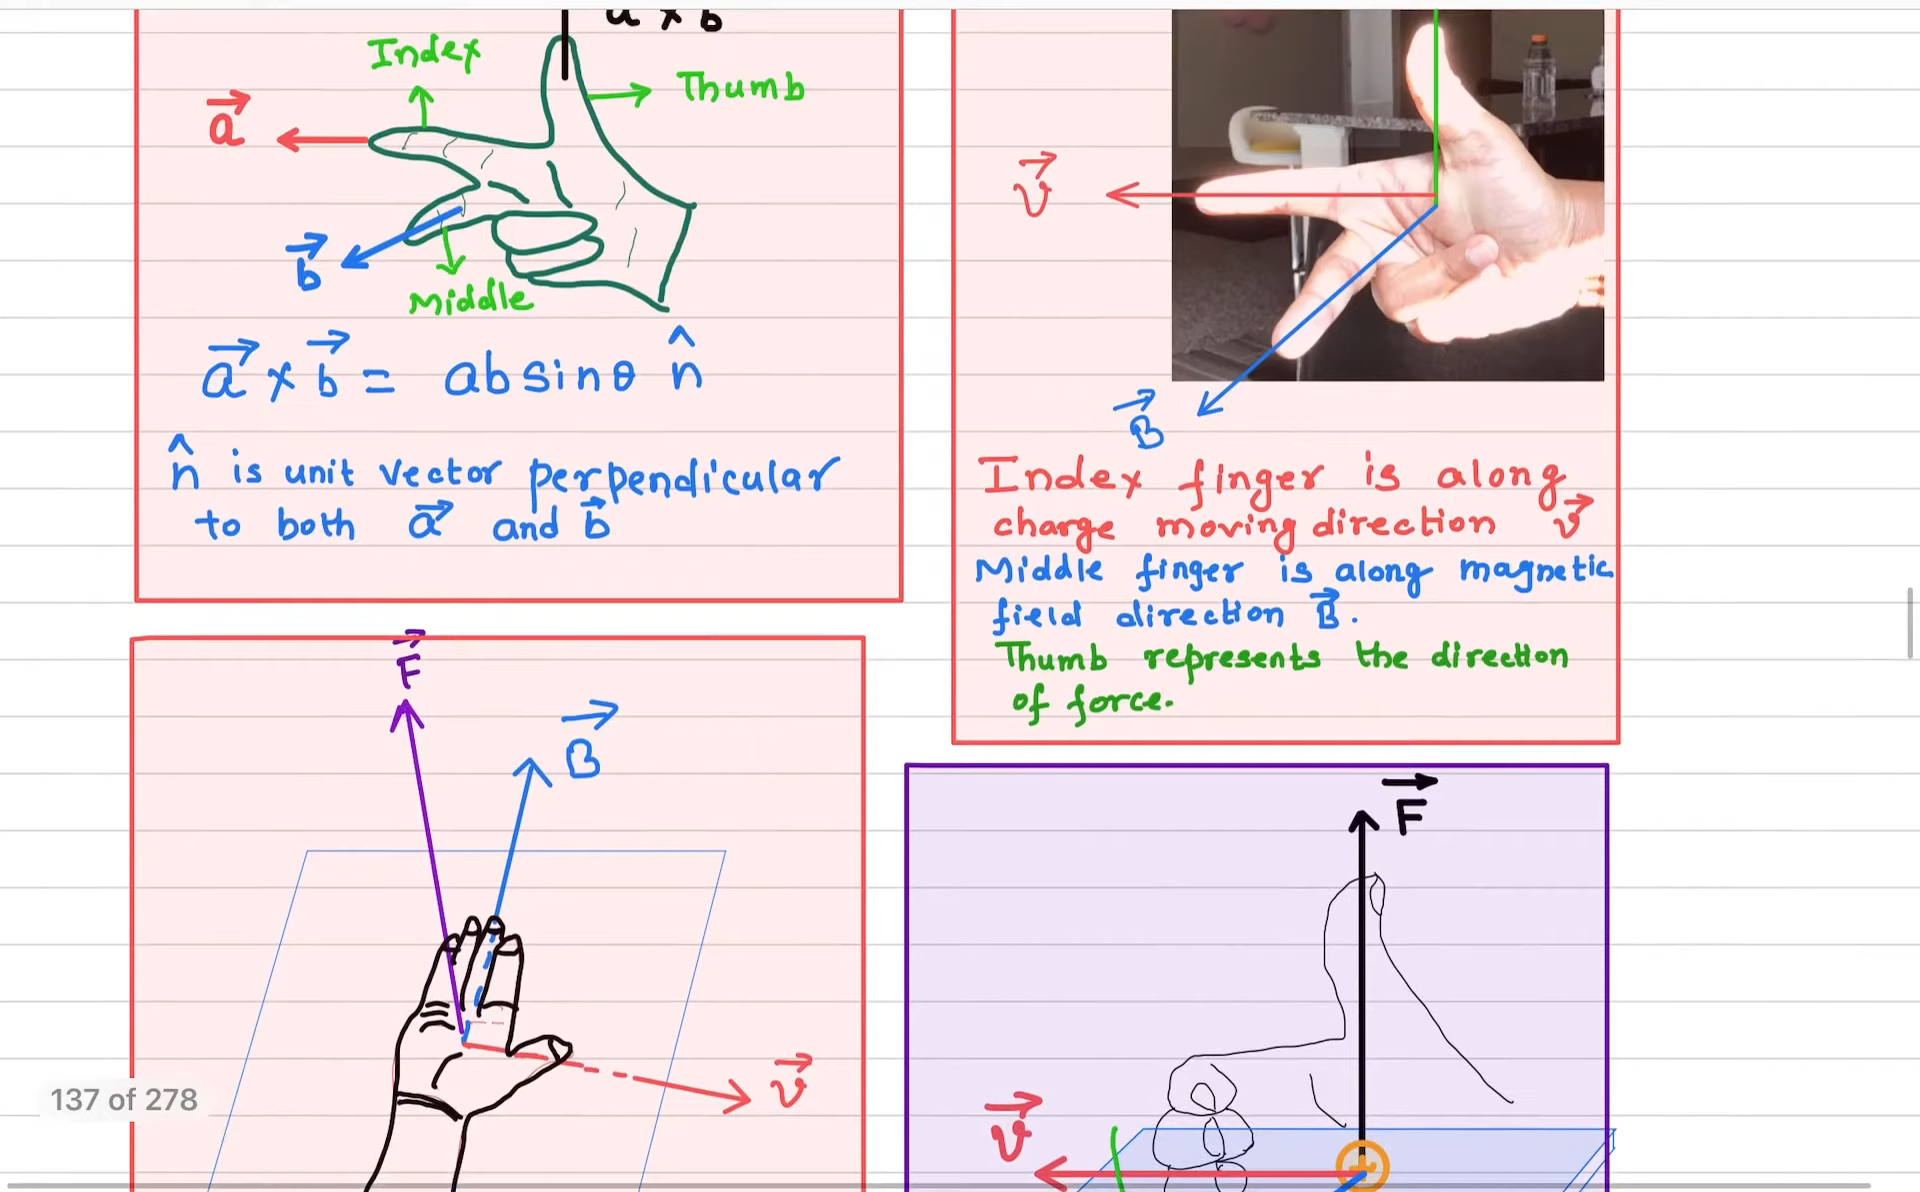 a × b
Index
Thumb
a
b
Middle
a × b = ab sinθ n̂
n̂ is unit vector perpendicular
to both a⃗ and b⃗
v⃗
B⃗
Index finger is along
charge moving direction v⃗
Middle finger is along magnetic
field direction B⃗.
Thumb represents the direction
of force.
F⃗
B⃗
v⃗
F⃗
v⃗
+
137 of 278